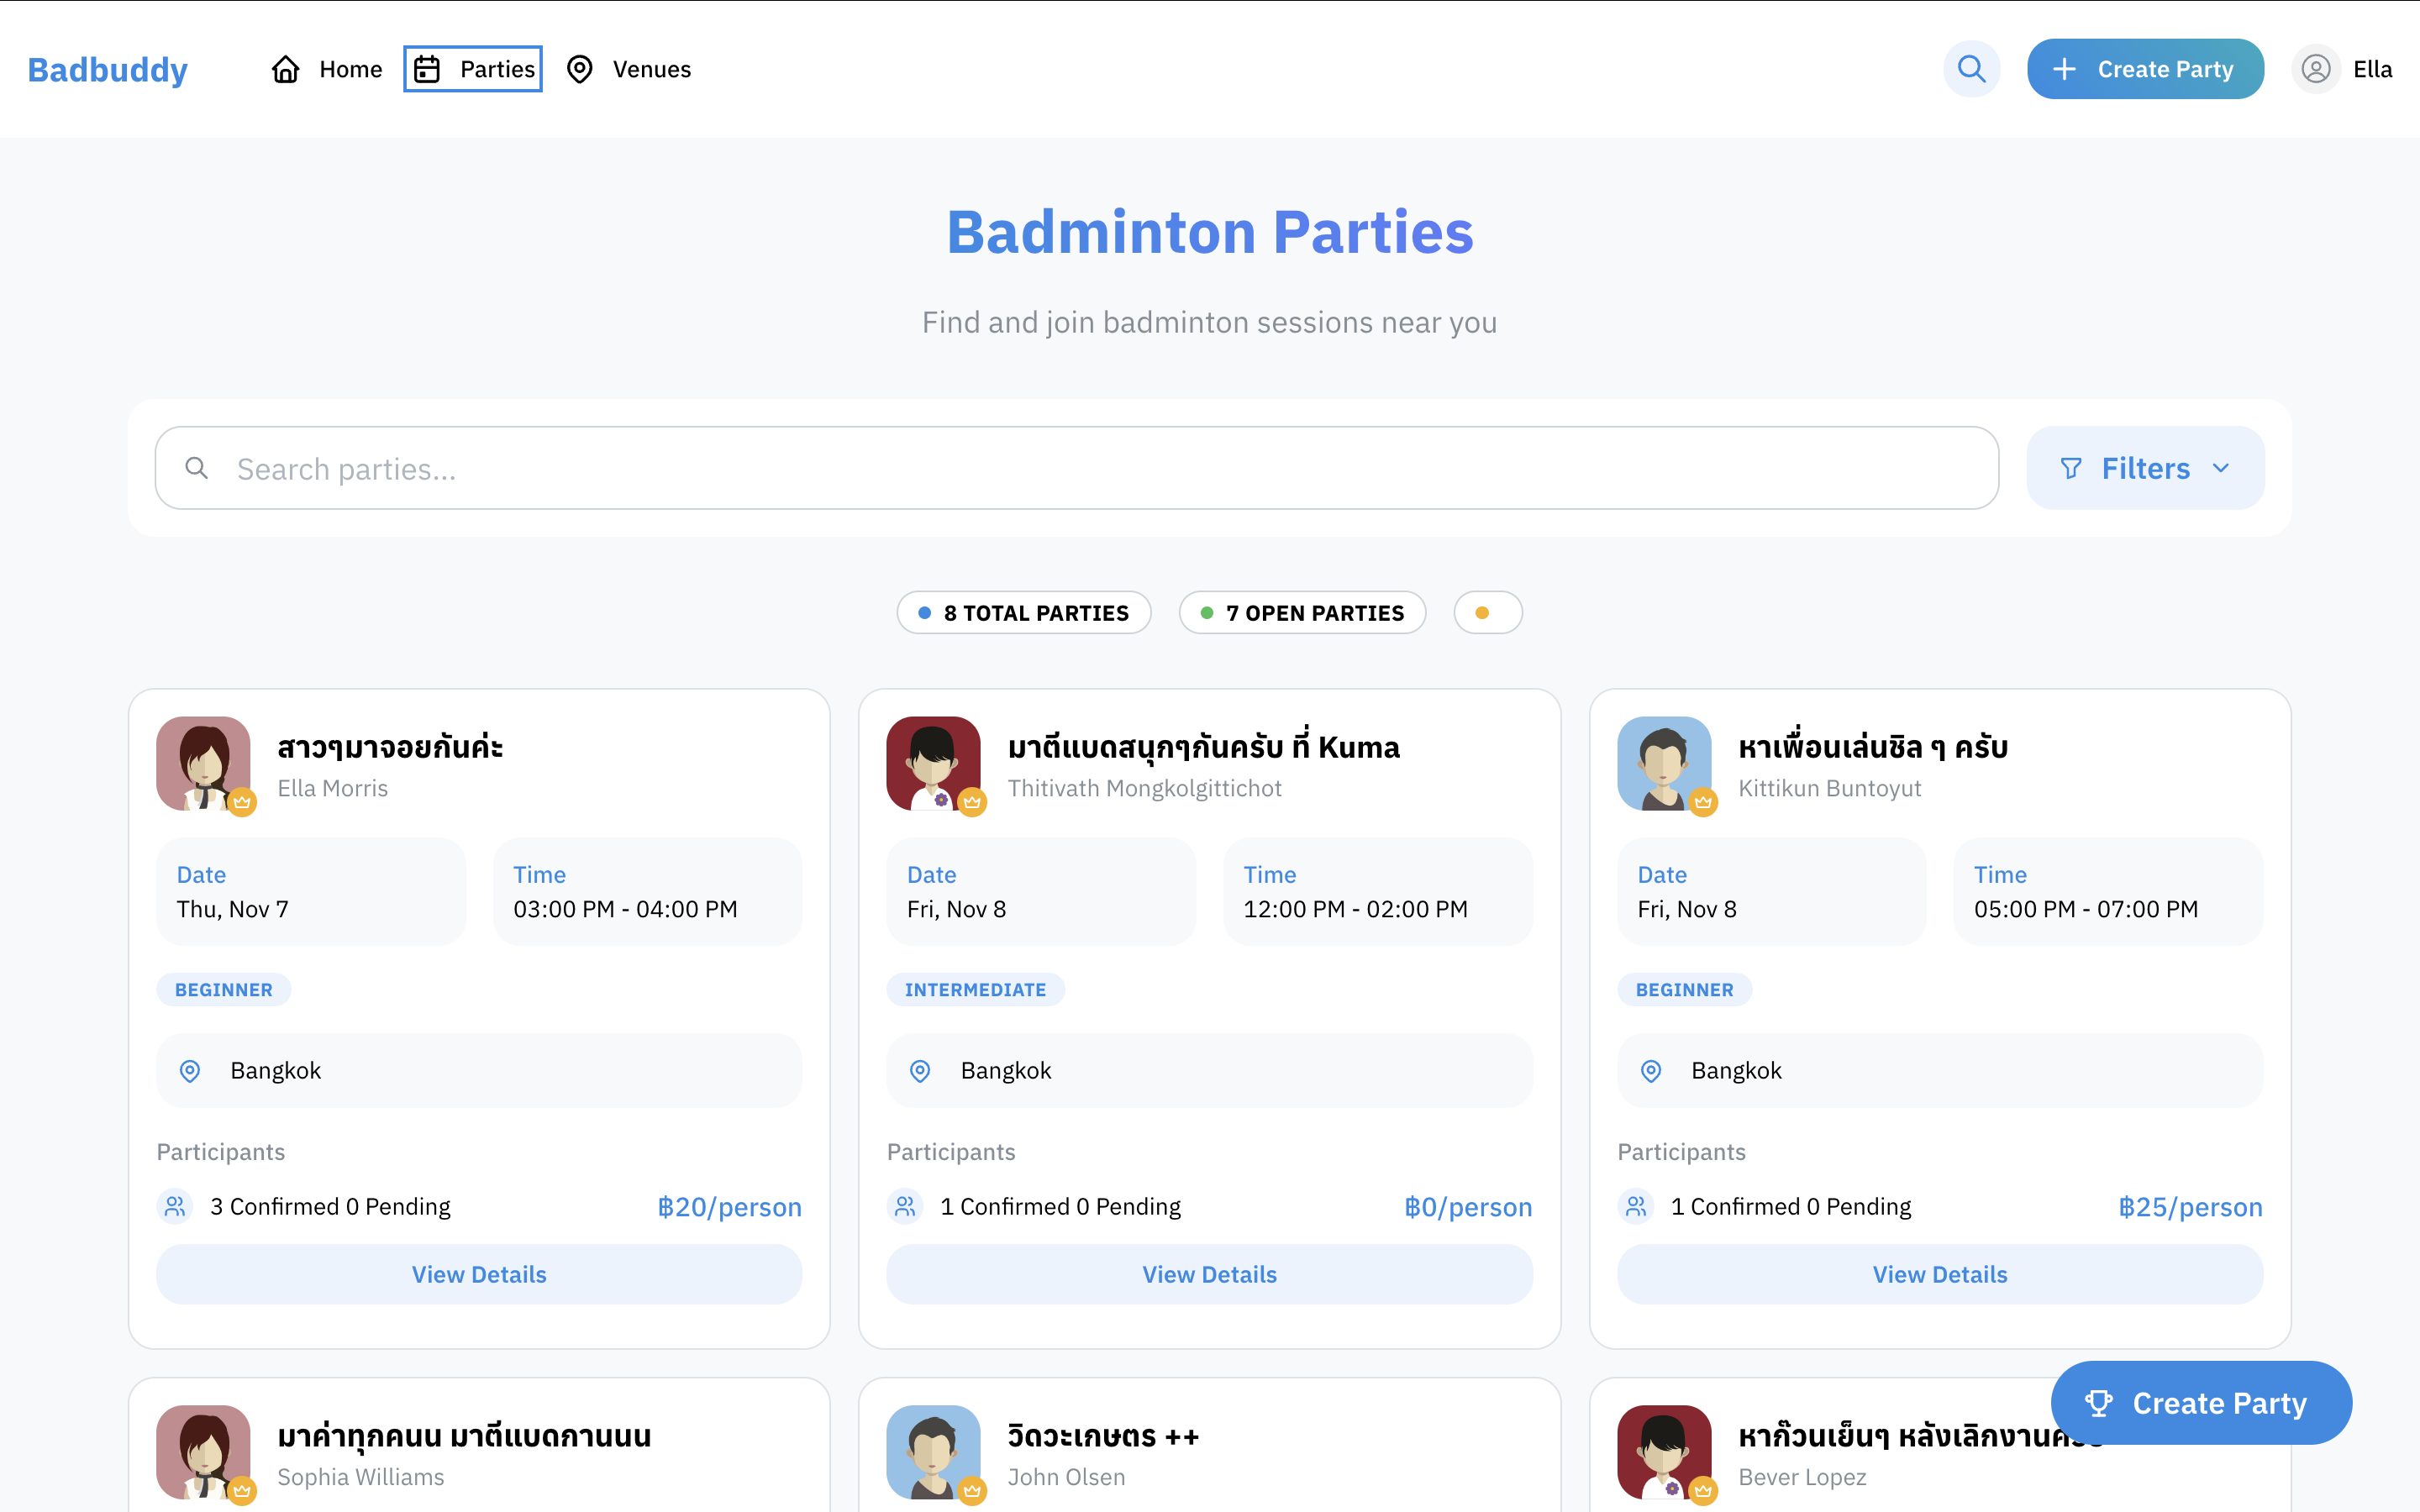 Badbuddy
Home
Parties
Venues
Create Party
Ella
Badminton Parties
Find and join badminton sessions near you
Search parties...
Filters
8 TOTAL PARTIES
7 OPEN PARTIES
สาวๆมาจอยกันค่ะ
Ella Morris
Date
Thu, Nov 7
Time
03:00 PM - 04:00 PM
BEGINNER
Bangkok
Participants
3 Confirmed 0 Pending
฿20/person
View Details
มาตีแบดสนุกๆกันครับ ที่ Kuma
Thitivath Mongkolgittichot
Date
Fri, Nov 8
Time
12:00 PM - 02:00 PM
INTERMEDIATE
Bangkok
Participants
1 Confirmed 0 Pending
฿0/person
View Details
หาเพื่อนเล่นชิล ๆ ครับ
Kittikun Buntoyut
Date
Fri, Nov 8
Time
05:00 PM - 07:00 PM
BEGINNER
Bangkok
Participants
1 Confirmed 0 Pending
฿25/person
View Details
มาค่าทุกคนน มาตีแบดกานนน
Sophia Williams
วิดวะเกษตร ++
John Olsen
หาก๊วนเย็นๆ หลังเลิกงาน
Bever Lopez
Create Party